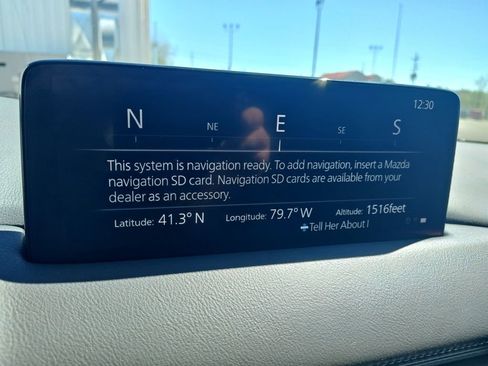 12:30
N NE E SE S
This system is navigation ready. To add navigation, insert a Mazda
navigation SD card. Navigation SD cards are available from your
dealer as an accessory.
Latitude: 41.3° N Longitude: 79.7° W Altitude: 1516feet
Tell Her About I